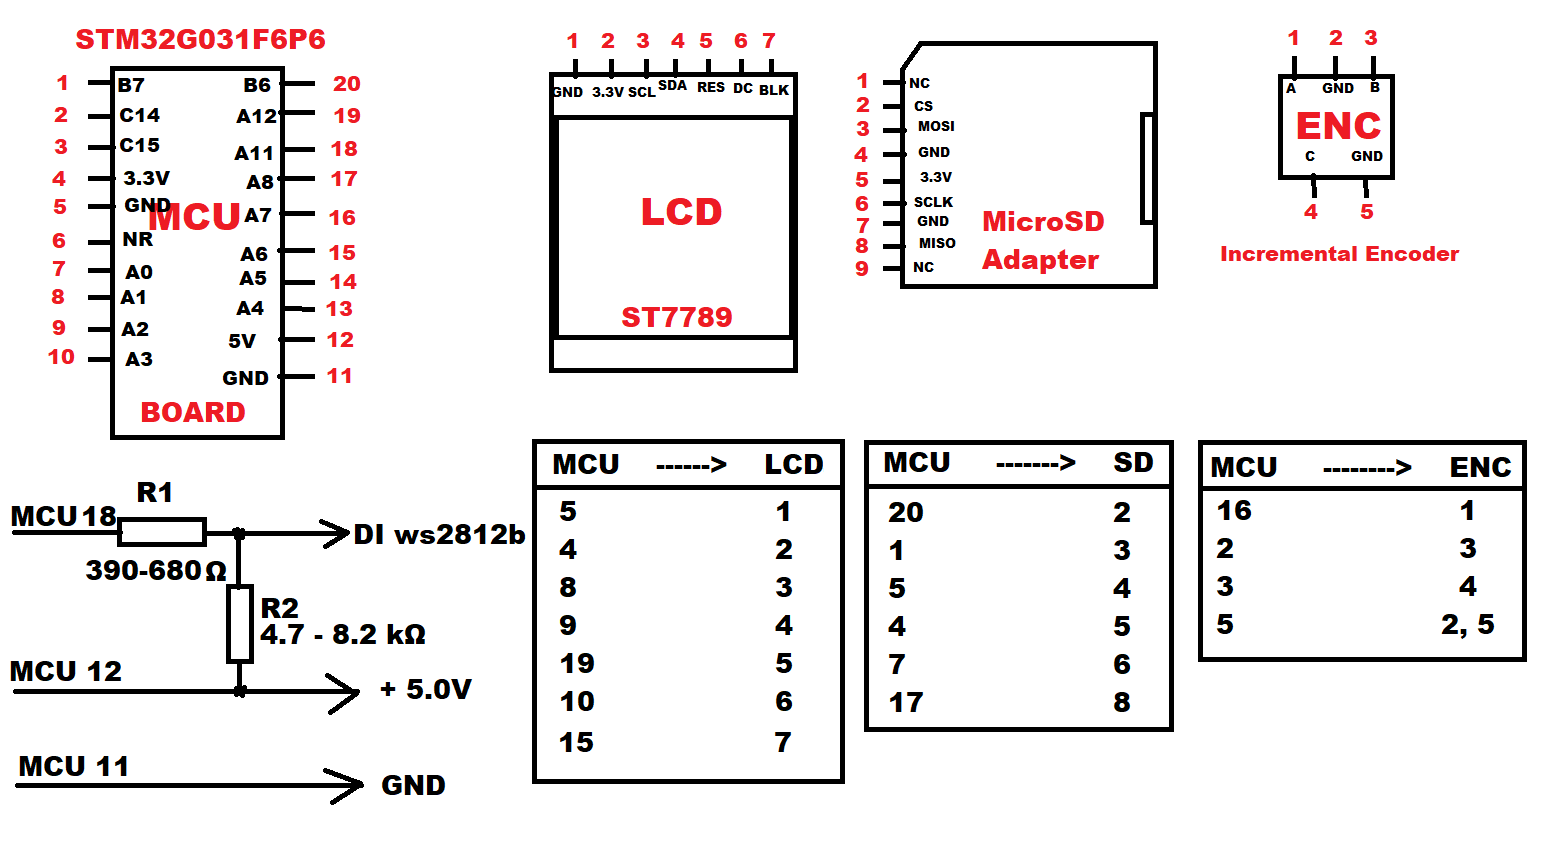 STM32G031F6P6
1 B7 B6 20
2 C14 A12 19
3 C15 A11 18
4 3.3V A8 17
5 GND A7 16
MCU
6 NR A6 15
7 A0 A5 14
8 A1 A4 13
9 A2 5V 12
10 A3 GND 11
BOARD
1 2 3 4 5 6 7
GND 3.3V SCL SDA RES DC BLK
LCD
ST7789
1 NC
2 CS
3 MOSI
4 GND
5 3.3V
6 SCLK
7 GND
8 MISO
9 NC
MicroSD
Adapter
1 2 3
A GND B
ENC
C GND
4 5
Incremental Encoder
R1
MCU 18
DI ws2812b
390-680 Ω
R2
4.7 - 8.2 kΩ
MCU 12
+ 5.0V
MCU 11
GND
MCU ------> LCD
5 1
4 2
8 3
9 4
19 5
10 6
15 7
MCU -------> SD
20 2
1 3
5 4
4 5
7 6
17 8
MCU --------> ENC
16 1
2 3
3 4
5 2, 5